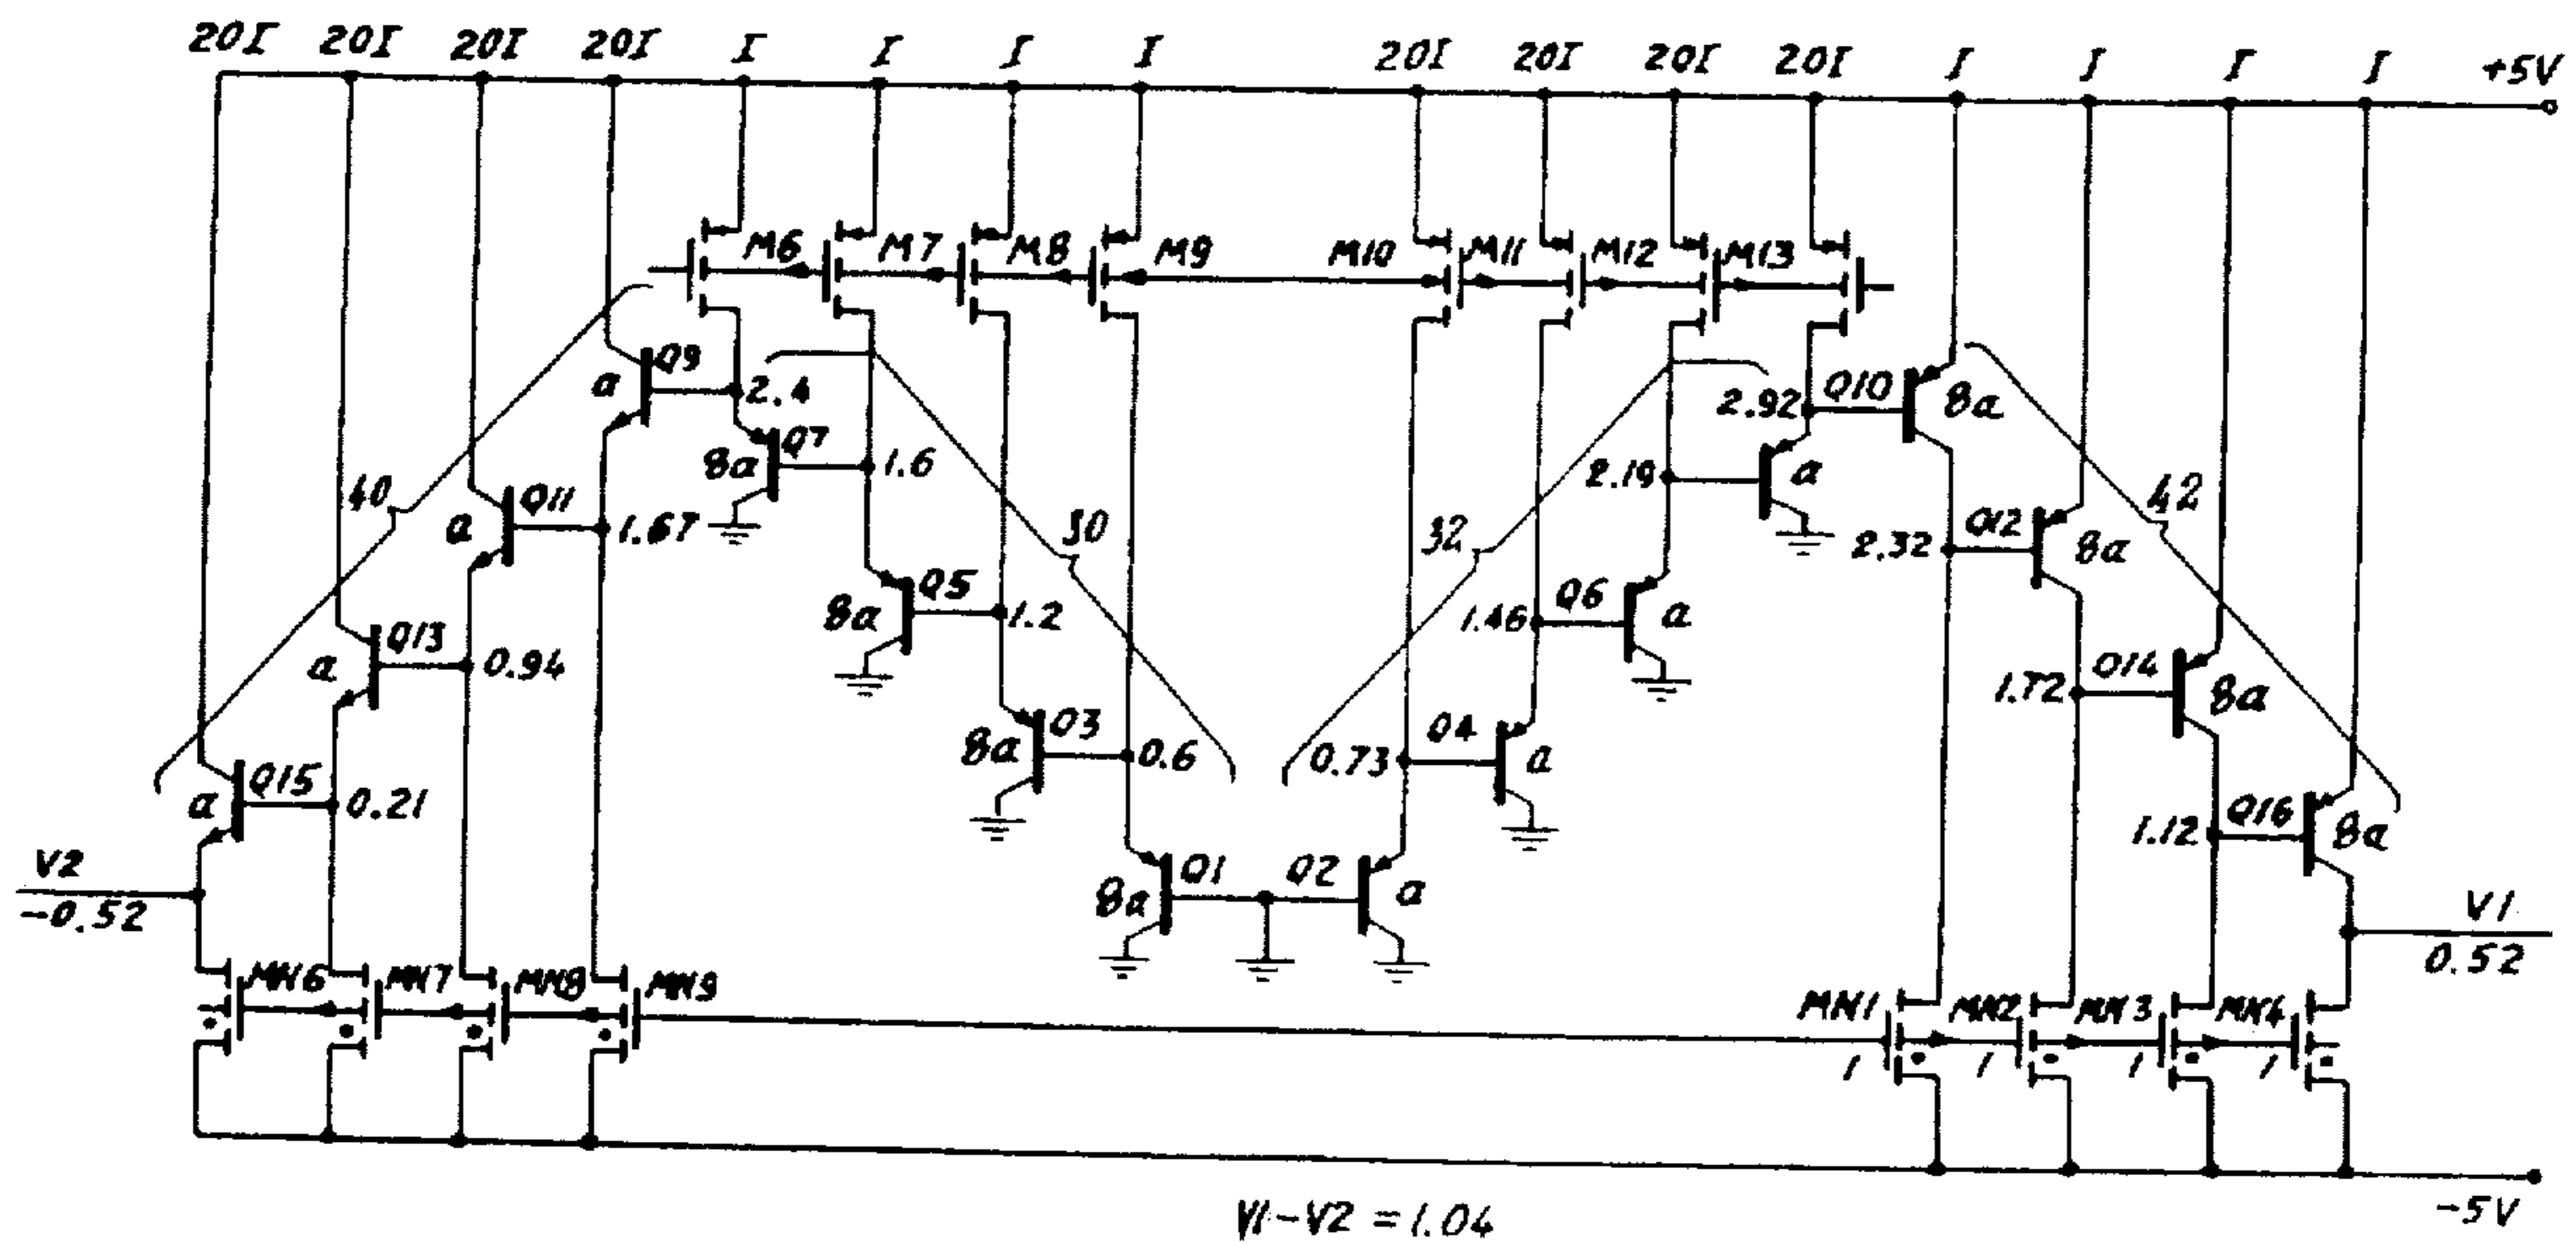 20I 20I 20I 20I I I I I 20I 20I 20I 20I I I I I +5V
M6 M7 M8 M9 M10 M11 M12 M13
Q9 a 2.4 2.92 Q10 8a
Q7 8a 1.6 2.19 a
40 Q11 a 1.67 30 32 2.32 Q12 8a 42
Q5 8a 1.2 1.46 Q6 a
Q13 a 0.94 1.72 Q14 8a
Q3 8a 0.6 0.73 Q4 a
Q15 a 0.21 1.12 Q16 8a
V2 Q1 8a Q2 a V1
-0.52 0.52
MN6 MN7 MN8 MN9 MN1 MN2 MN3 MN4
1 1 1 1
-5V
V1-V2 = 1.04